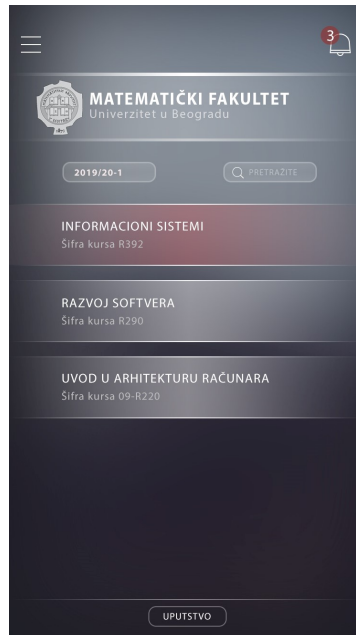 3
MATEMATIČKI FAKULTET
Univerzitet u Beogradu
2019/20-1
PRETRAŽITE
INFORMACIONI SISTEMI
Šifra kursa R392
RAZVOJ SOFTVERA
Šifra kursa R290
UVOD U ARHITEKTURU RAČUNARA
Šifra kursa 09-R220
UPUTSTVO